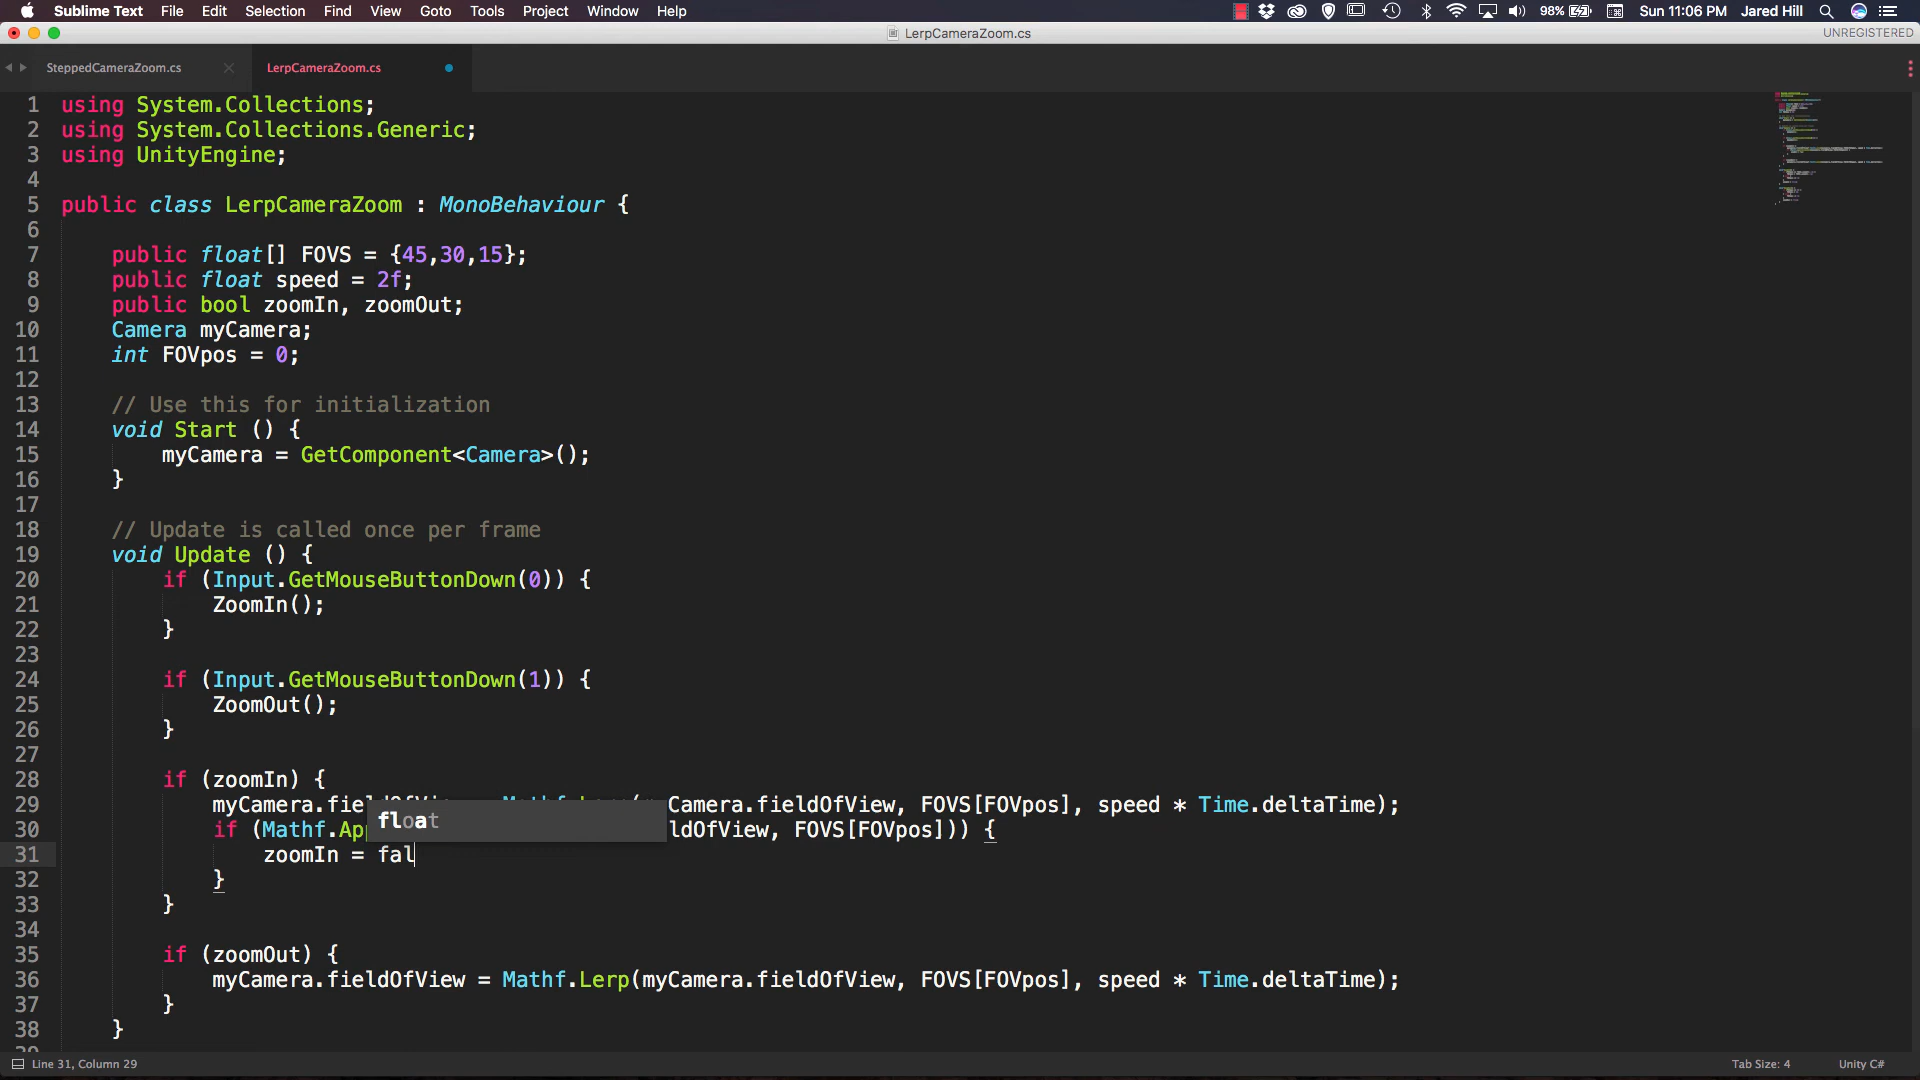 Sublime Text File Edit Selection Find View Goto Tools Project Window Help 98% Sun 11:06 PM Jared Hill
LerpCameraZoom.cs UNREGISTERED
SteppedCameraZoom.cs LerpCameraZoom.cs
1 using System.Collections;
2 using System.Collections.Generic;
3 using UnityEngine;
4
5 public class LerpCameraZoom : MonoBehaviour {
6
7 public float[] FOVS = {45,30,15};
8 public float speed = 2f;
9 public bool zoomIn, zoomOut;
10 Camera myCamera;
11 int FOVpos = 0;
12
13 // Use this for initialization
14 void Start () {
15 myCamera = GetComponent<Camera>();
16 }
17
18 // Update is called once per frame
19 void Update () {
20 if (Input.GetMouseButtonDown(0)) {
21 ZoomIn();
22 }
23
24 if (Input.GetMouseButtonDown(1)) {
25 ZoomOut();
26 }
27
28 if (zoomIn) {
29 myCamera.fieldOfView = Mathf.Lerp(myCamera.fieldOfView, FOVS[FOVpos], speed * Time.deltaTime);
float
30 if (Mathf.App ldOfView, FOVS[FOVpos])) {
31 zoomIn = fal
32 }
33 }
34
35 if (zoomOut) {
36 myCamera.fieldOfView = Mathf.Lerp(myCamera.fieldOfView, FOVS[FOVpos], speed * Time.deltaTime);
37 }
38 }
Line 31, Column 29 Tab Size: 4 Unity C#